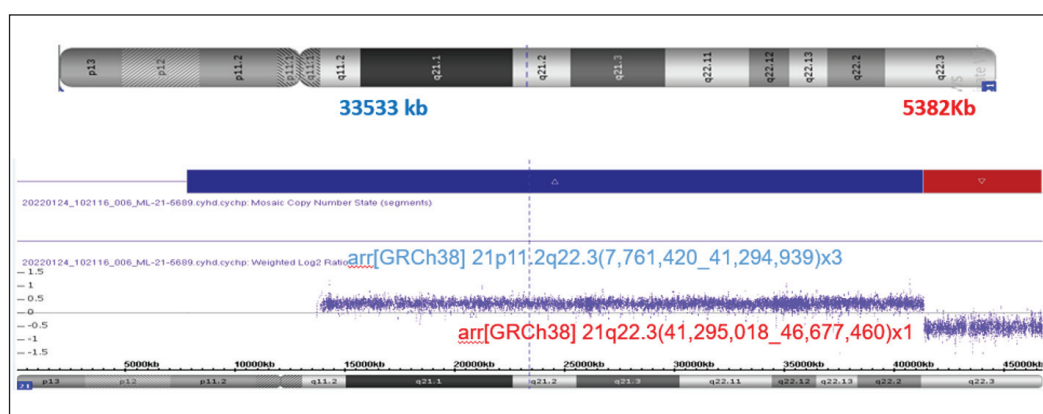 p13 p12 p11.2 p11.1 q11.1 q11.2 q21.1 q21.2 q21.3 q22.11 q22.12 q22.13 q22.2 q22.3
33533 kb 5382Kb
20220124_102116_006_ML-21-5689.cyhd.cychp: Mosaic Copy Number State (segments)
20220124_102116_006_ML-21-5689.cyhd.cychp: Weighted Log2 Ratio
arr[GRCh38] 21p11.2q22.3(7,761,420_41,294,939)x3
1.5
1
0.5
0
-0.5
-1
-1.5
arr[GRCh38] 21q22.3(41,295,018_46,677,460)x1
5000kb 10000kb 15000kb 20000kb 25000kb 30000kb 35000kb 40000kb 45000kb
21 p13 p12 p11.2 q11.2 q21.1 q21.2 q21.3 q22.11 q22.12 q22.13 q22.2 q22.3